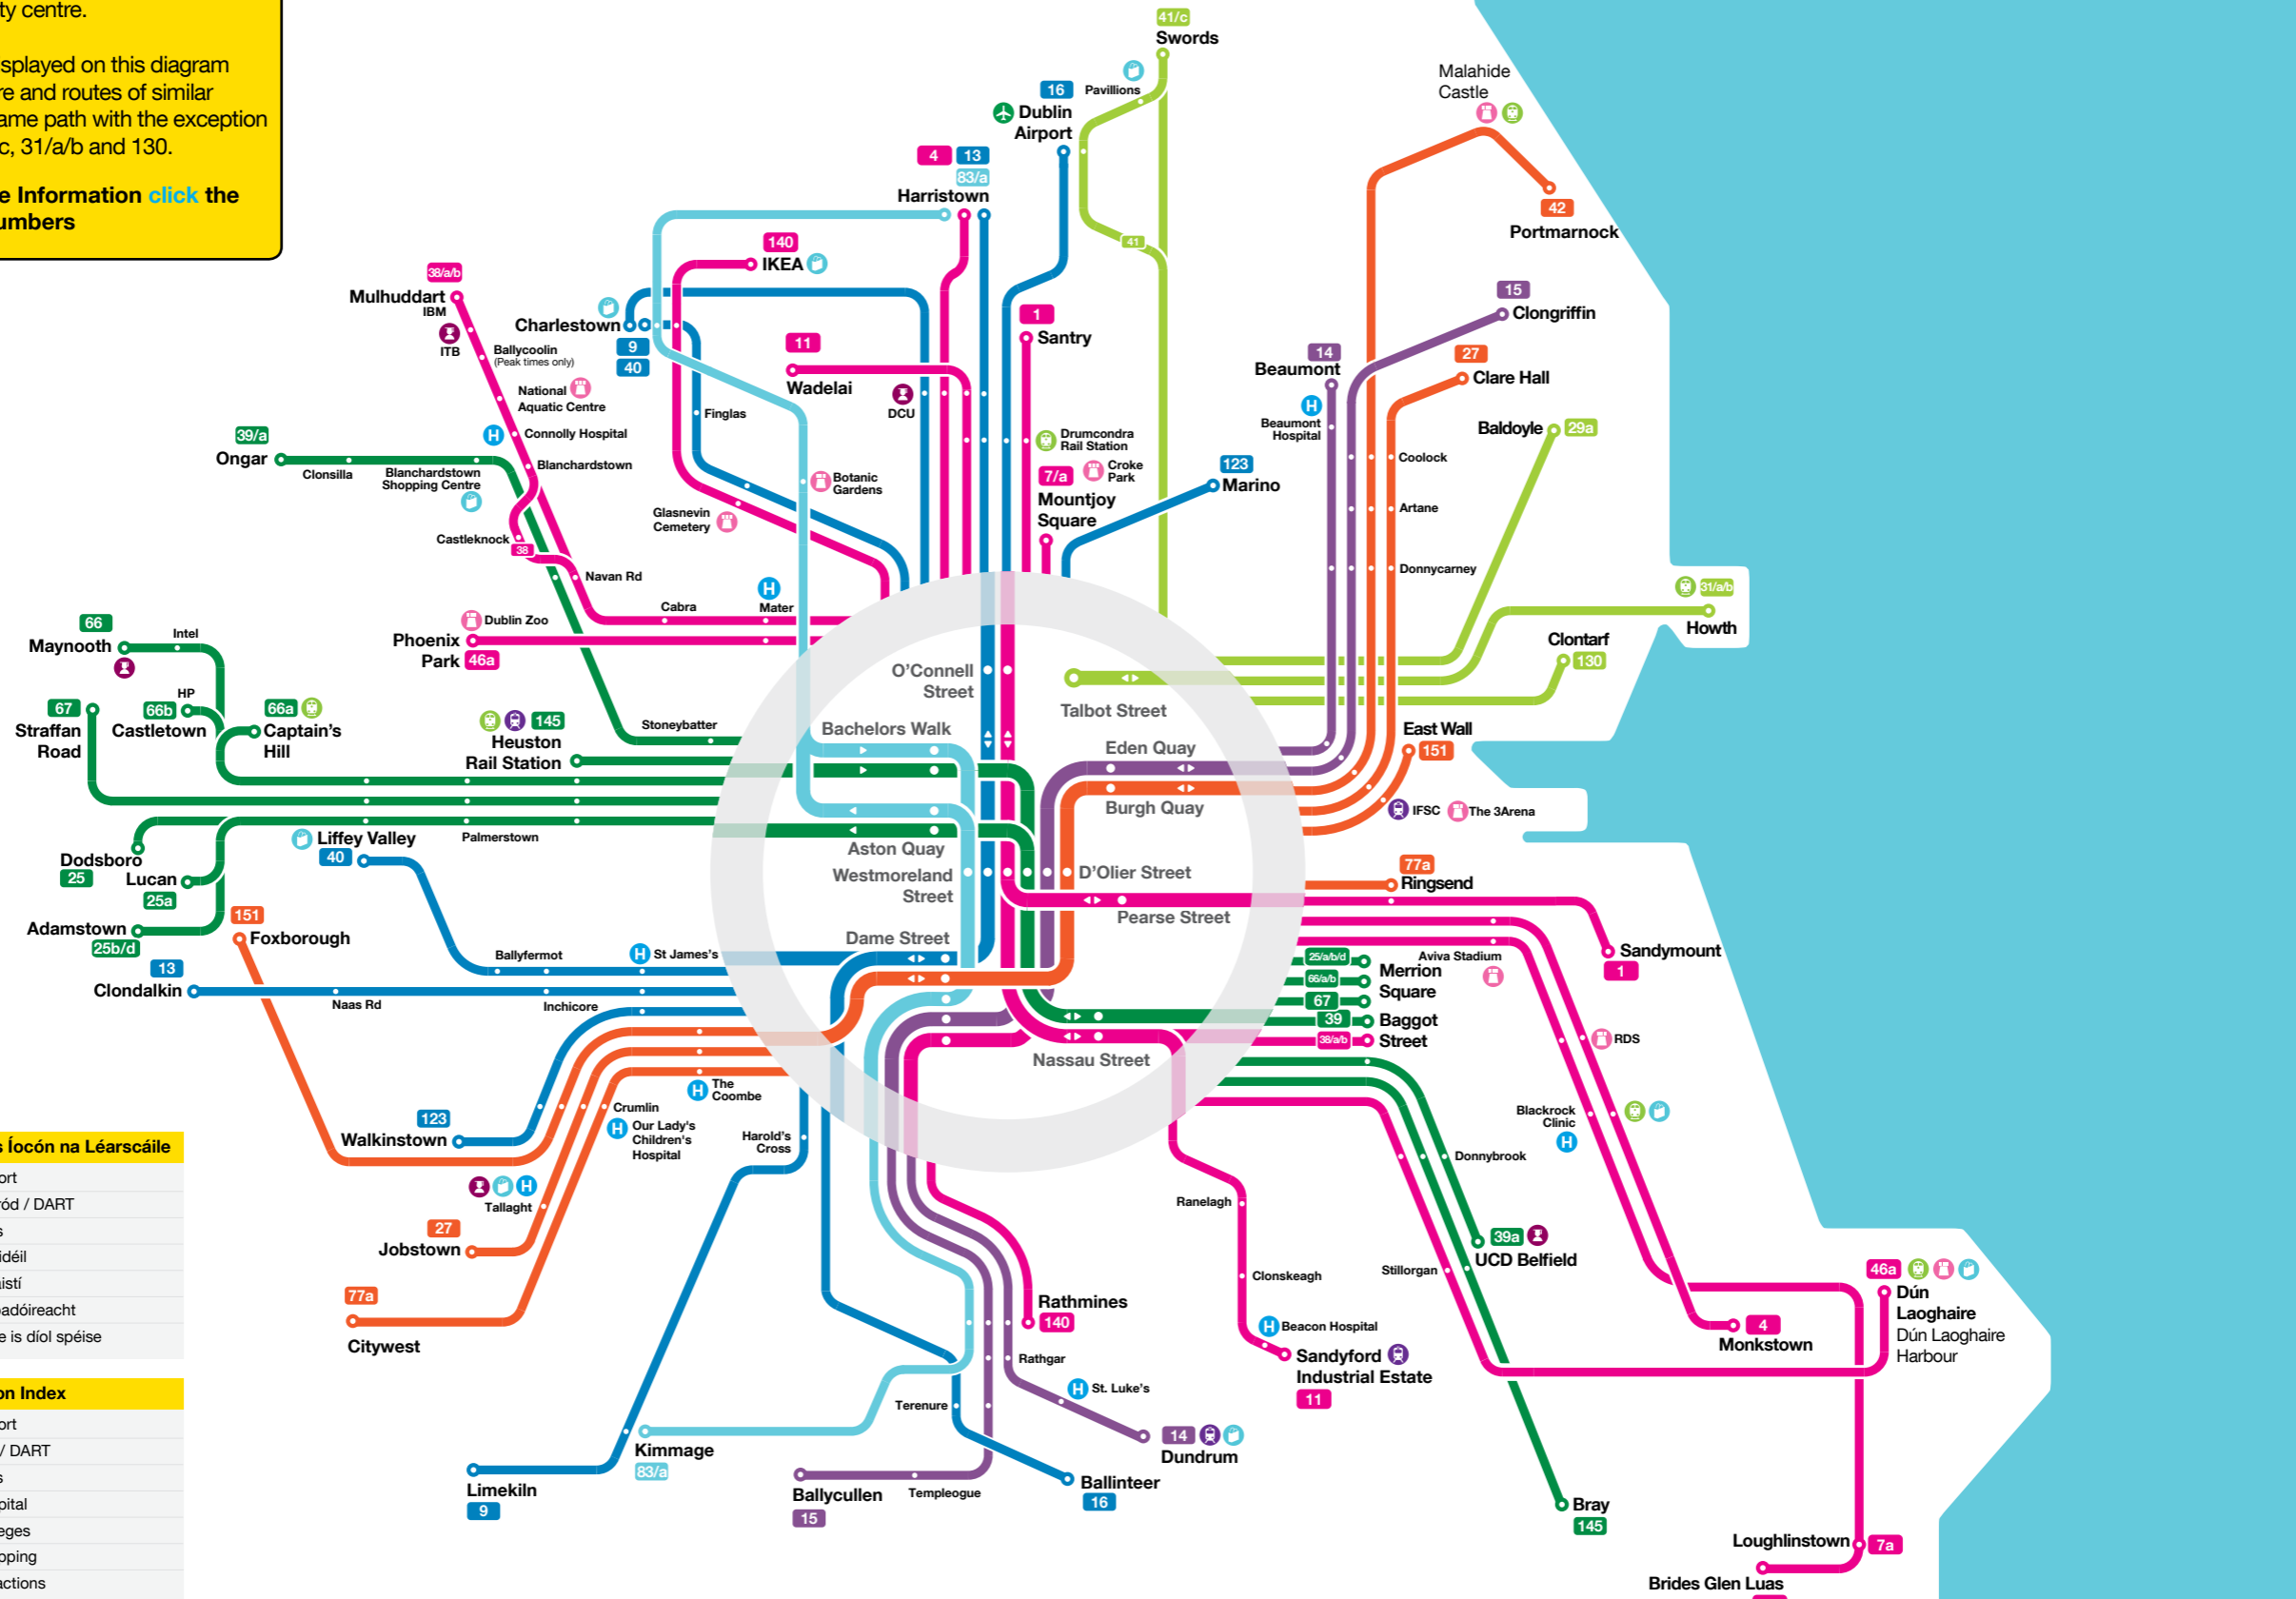 ty centre.
splayed on this diagram
re and routes of similar
ame path with the exception
c, 31/a/b and 130.
e Information click the
umbers
41/c
Swords
Pavillions
16
Dublin
Airport
41
4
13
83/a
Harristown
Malahide
Castle
42
Portmarnock
140
IKEA
38/a/b
Mulhuddart
IBM
ITB
Ballycoolin
(Peak times only)
National
Aquatic Centre
Connolly Hospital
Blanchardstown
Charlestown
9
40
Finglas
11
Wadelai
DCU
1
Santry
15
Clongriffin
14
Beaumont
Beaumont
Hospital
27
Clare Hall
Baldoyle
29a
Coolock
Artane
Donnycarney
39/a
Ongar
Clonsilla
Blanchardstown
Shopping Centre
Castleknock
38
Navan Rd
Botanic
Gardens
Glasnevin
Cemetery
Drumcondra
Rail Station
Croke
Park
7/a
Mountjoy
Square
123
Marino
Mater
Cabra
Dublin Zoo
Phoenix
Park
46a
31/a/b
Howth
Clontarf
130
66
Maynooth
Intel
HP
67
Straffan
Road
66b
Castletown
66a
Captain's
Hill
145
Heuston
Rail Station
Stoneybatter
O'Connell
Street
Talbot Street
Bachelors Walk
Eden Quay
Burgh Quay
East Wall
151
IFSC
The 3Arena
Dodsboro
25
Lucan
25a
Adamstown
25b/d
Liffey Valley
40
Palmerstown
Aston Quay
Westmoreland
Street
D'Olier Street
Pearse Street
Dame Street
Nassau Street
77a
Ringsend
Sandymount
1
151
Foxborough
13
Clondalkin
Ballyfermot
St James's
Naas Rd
Inchicore
25/a/b/d
66/a/b
Merrion
Square
67
39
Baggot
38/a/b
Street
Aviva Stadium
RDS
Blackrock
Clinic
Donnybrook
The
Coombe
Crumlin
Our Lady's
Children's
Hospital
Harold's
Cross
123
Walkinstown
Tallaght
27
Jobstown
77a
Citywest
Ranelagh
Clonskeagh
Stillorgan
39a
UCD Belfield
Beacon Hospital
Sandyford
Industrial Estate
11
46a
Dún
Laoghaire
Dún Laoghaire
Harbour
4
Monkstown
Rathmines
140
Rathgar
St. Luke's
14
Dundrum
Terenure
Kimmage
83/a
Limekiln
9
Ballycullen
15
Templeogue
Ballinteer
16
Bray
145
Loughlinstown
7a
Brides Glen Luas
s Íocón na Léarscáile
ort
ród / DART
s
idéil
aistí
eadóireacht
e is díol spéise
on Index
ort
/ DART
s
pital
eges
pping
actions